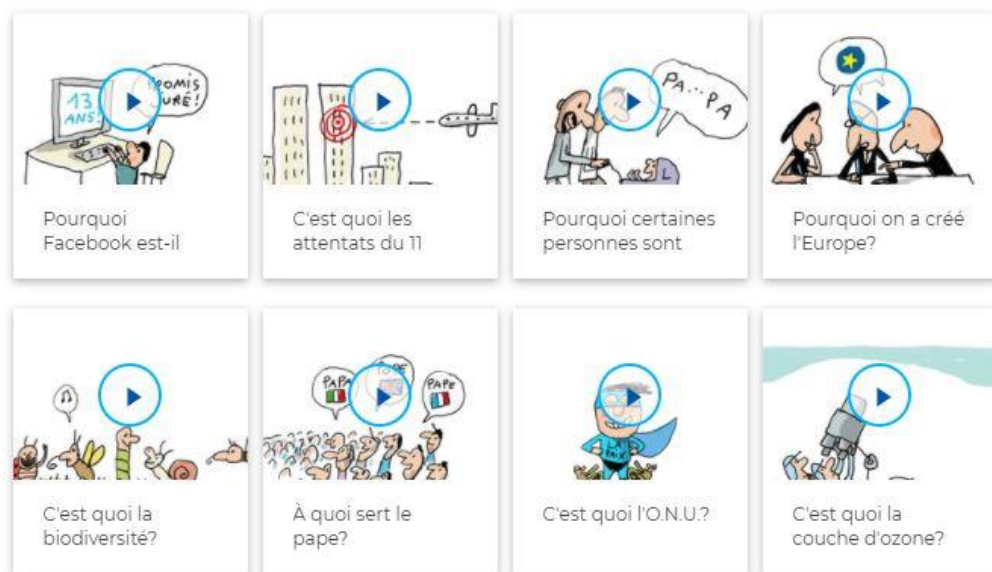 13
ANS!
PROMIS
JURÉ!
PA...PA
L
Pourquoi
Facebook est-il
C'est quoi les
attentats du 11
Pourquoi certaines
personnes sont
Pourquoi on a créé
l'Europe?
PAPA
POPE
PAPE
C'est quoi la
biodiversité?
À quoi sert le
pape?
C'est quoi l'O.N.U.?
C'est quoi la
couche d'ozone?